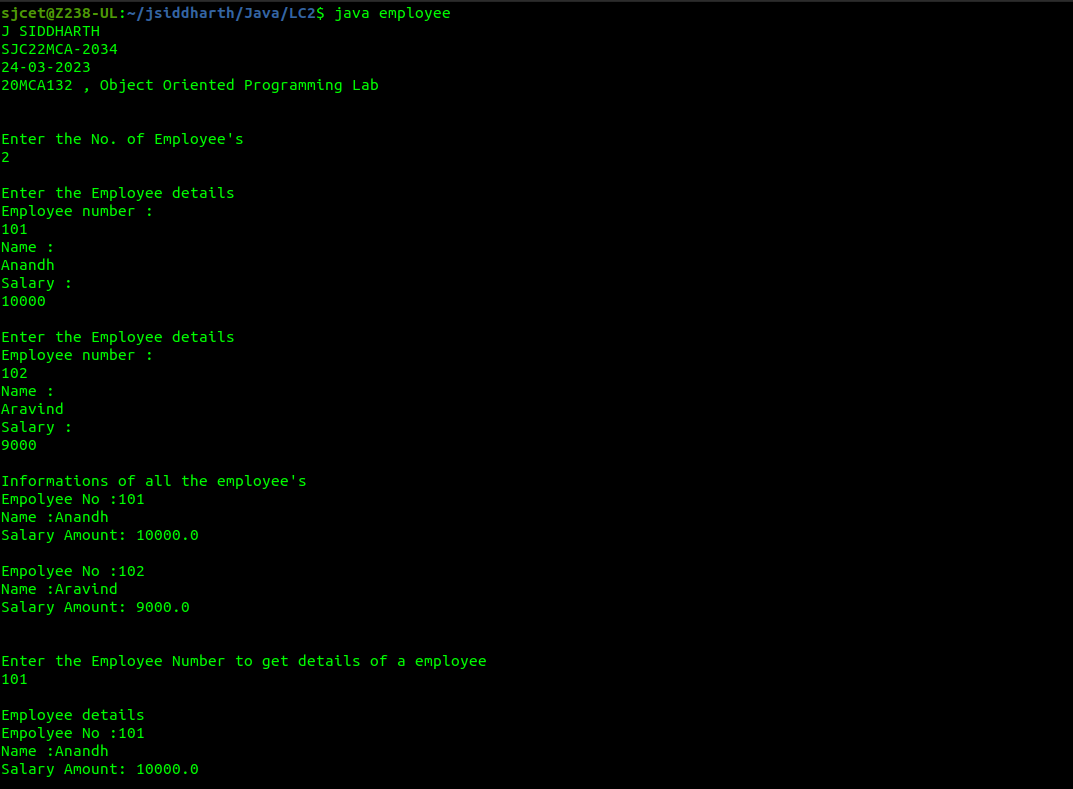 sjcet@Z238-UL:~/jsiddharth/Java/LC2$ java employee
J SIDDHARTH
SJC22MCA-2034
24-03-2023
20MCA132 , Object Oriented Programming Lab
Enter the No. of Employee's
2
Enter the Employee details
Employee number :
101
Name :
Anandh
Salary :
10000
Enter the Employee details
Employee number :
102
Name :
Aravind
Salary :
9000
Informations of all the employee's
Empolyee No :101
Name :Anandh
Salary Amount: 10000.0
Empolyee No :102
Name :Aravind
Salary Amount: 9000.0
Enter the Employee Number to get details of a employee
101
Employee details
Empolyee No :101
Name :Anandh
Salary Amount: 10000.0